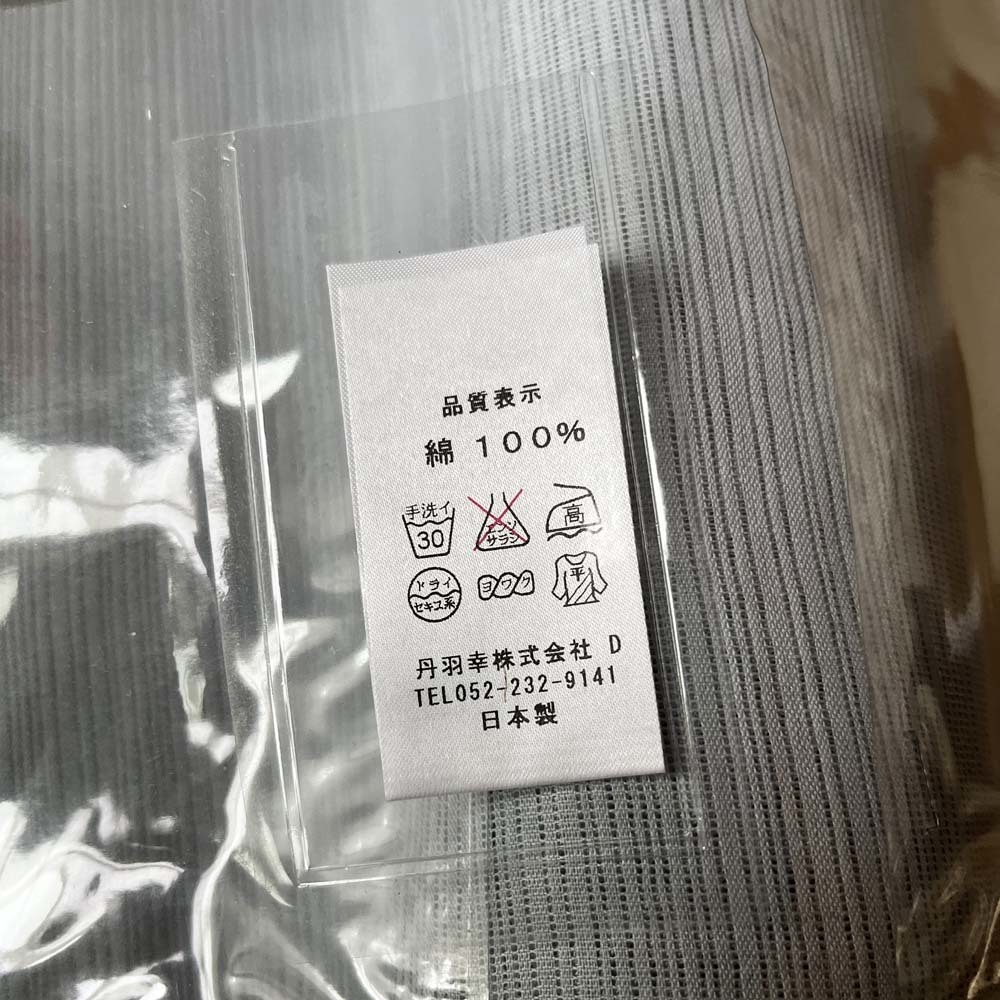 品質表示
綿 100%
手洗イ
30
エンソ
サラシ
高
ドライ
セキユ系
ヨワク
平
丹羽幸株式会社 D
TEL052-232-9141
日本製